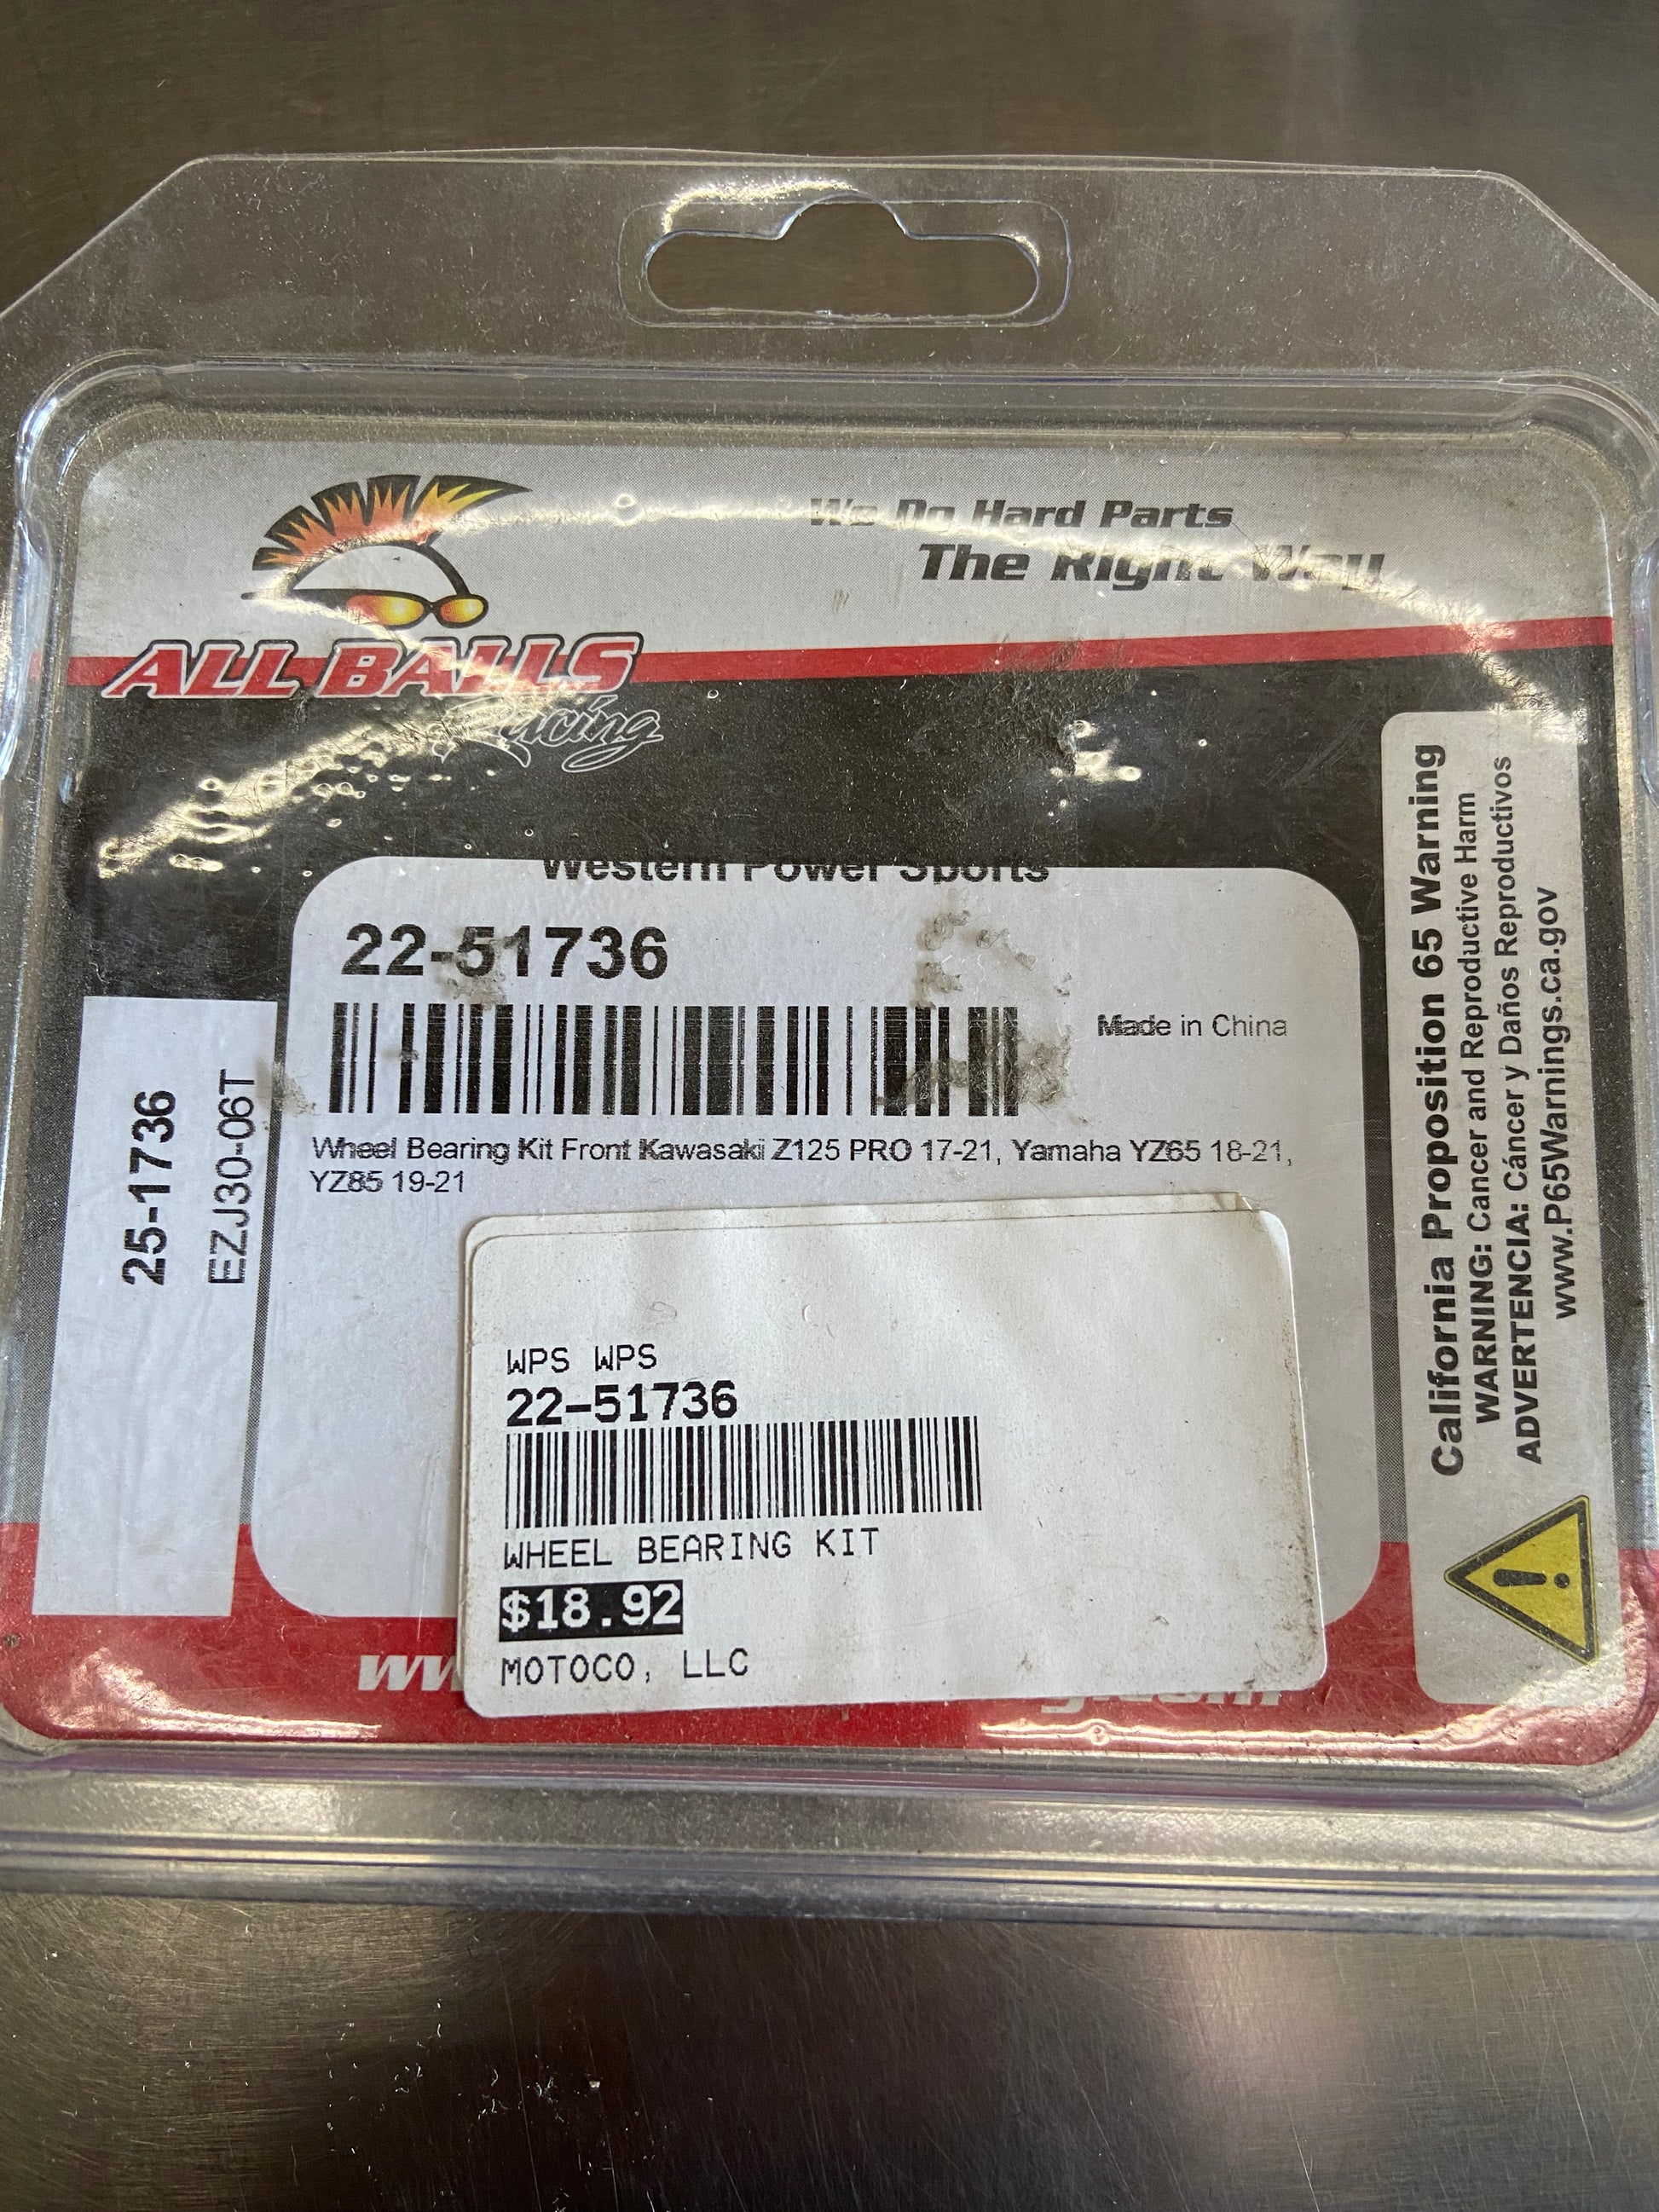 We Do Hard Parts
The Right Way
ALL BALLS
Racing
Western Power Sports
22-51736
Made in China
Wheel Bearing Kit Front Kawasaki Z125 PRO 17-21, Yamaha YZ65 18-21,
YZ85 19-21
25-1736
EZJ30-06T
WPS WPS
22-51736
WHEEL BEARING KIT
$18.92
MOTOCO, LLC
California Proposition 65 Warning
WARNING: Cancer and Reproductive Harm
ADVERTENCIA: Cáncer y Daños Reproductivos
www.P65Warnings.ca.gov